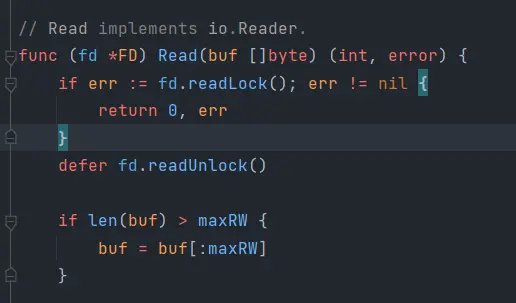 // Read implements io.Reader.
func (fd *FD) Read(buf []byte) (int, error) {
    if err := fd.readLock(); err != nil {
        return 0, err
    }
    defer fd.readUnlock()

    if len(buf) > maxRW {
        buf = buf[:maxRW]
    }